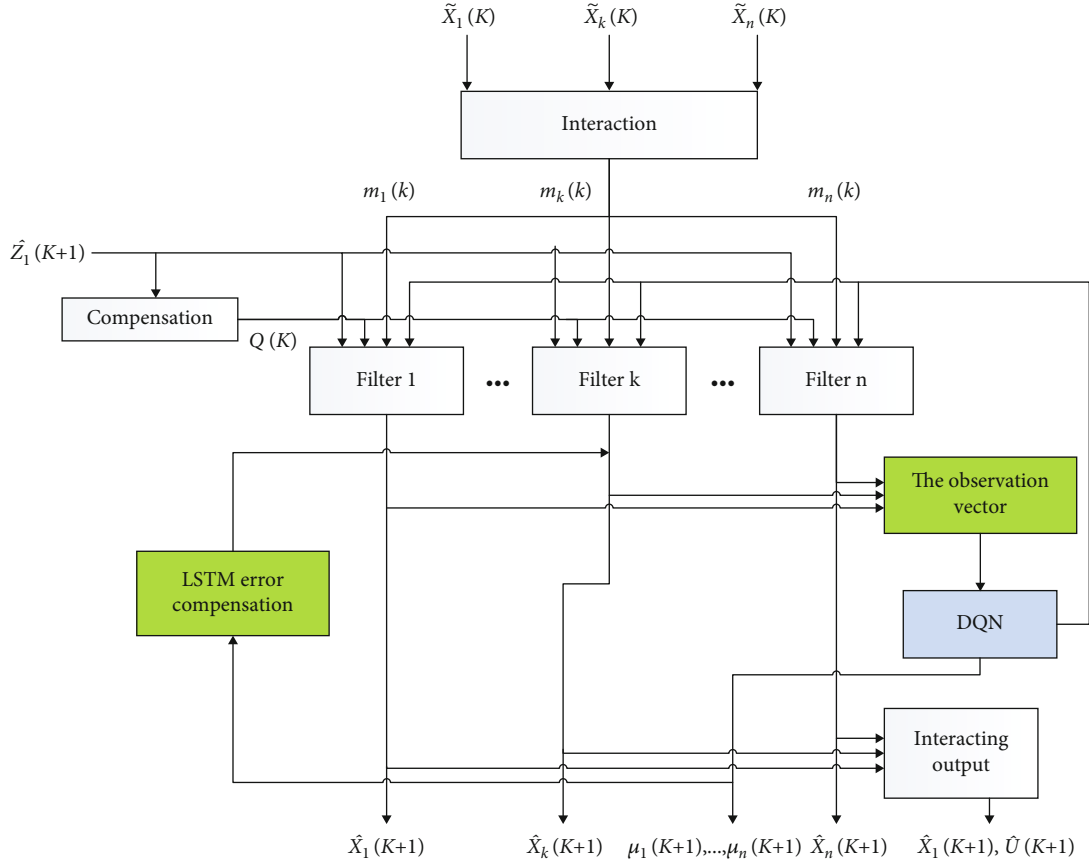 X̃₁(K) X̃ₖ(K) X̃ₙ(K)
Interaction
m₁(k) mₖ(k) mₙ(k)
Ẑ₁(K+1)
Compensation
Q(K)
Filter 1 ... Filter k ... Filter n
The observation
vector
LSTM error
compensation
DQN
Interacting
output
X̂₁(K+1) X̂ₖ(K+1) μ₁(K+1),...,μₙ(K+1) X̂ₙ(K+1) X̂₁(K+1), Û(K+1)